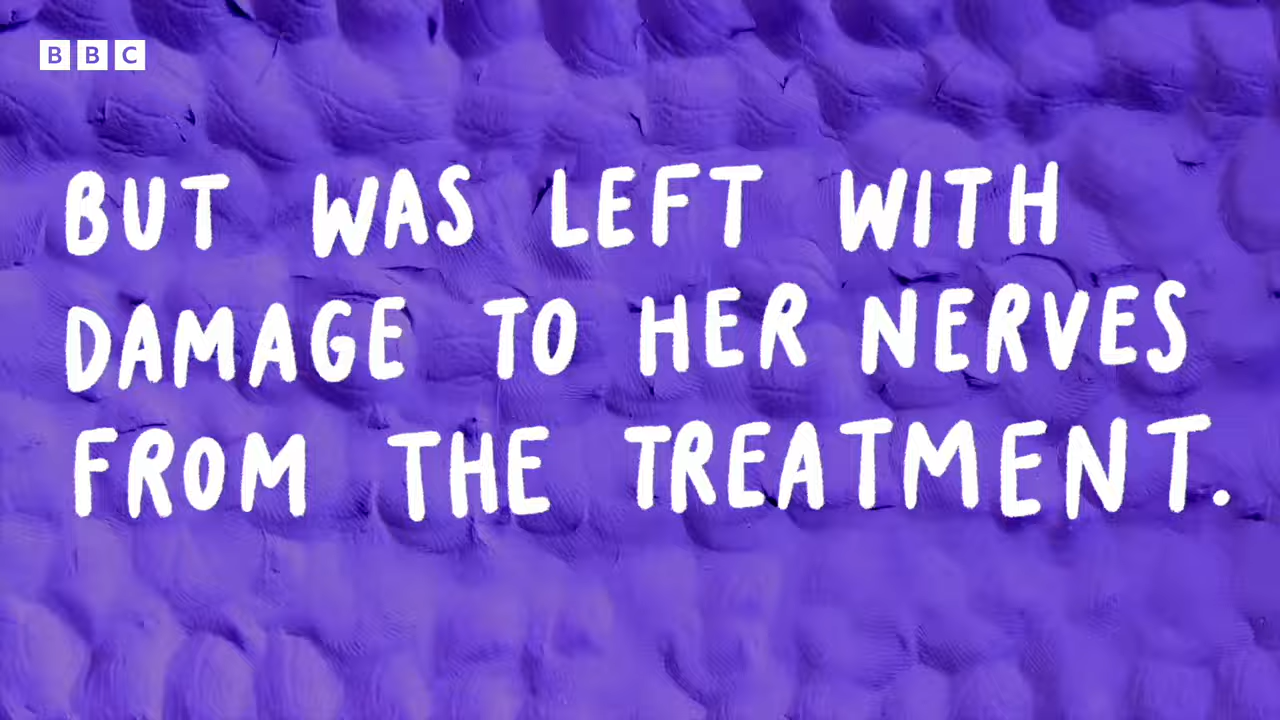 BBC
BUT WAS LEFT WITH
DAMAGE TO HER NERVES
FROM THE TREATMENT.